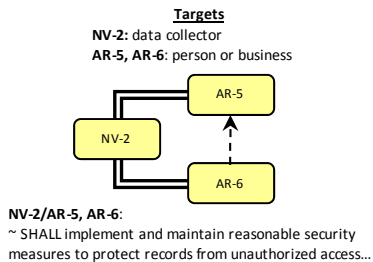 Targets
NV-2: data collector
AR-5, AR-6: person or business
AR-5
NV-2
AR-6
NV-2/AR-5, AR-6:
~ SHALL implement and maintain reasonable security
measures to protect records from unauthorized access…